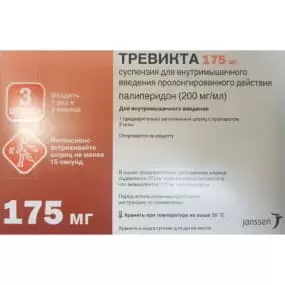 ТРЕВИКТА 175 мг
суспензия для внутримышечного
введения пролонгированного действия
палиперидон (200 мг/мл)
Для внутримышечного введения
1 предварительно заполненный шприц с препаратом
2 иглы
Отпускается по рецепту
3
Вводить
1 раз в
3 месяца
Интенсивно
встряхивайте
шприц не менее
15 секунд
175 мг
Хранить при температуре не выше 30 °C
Хранить в недоступном для детей месте
janssen